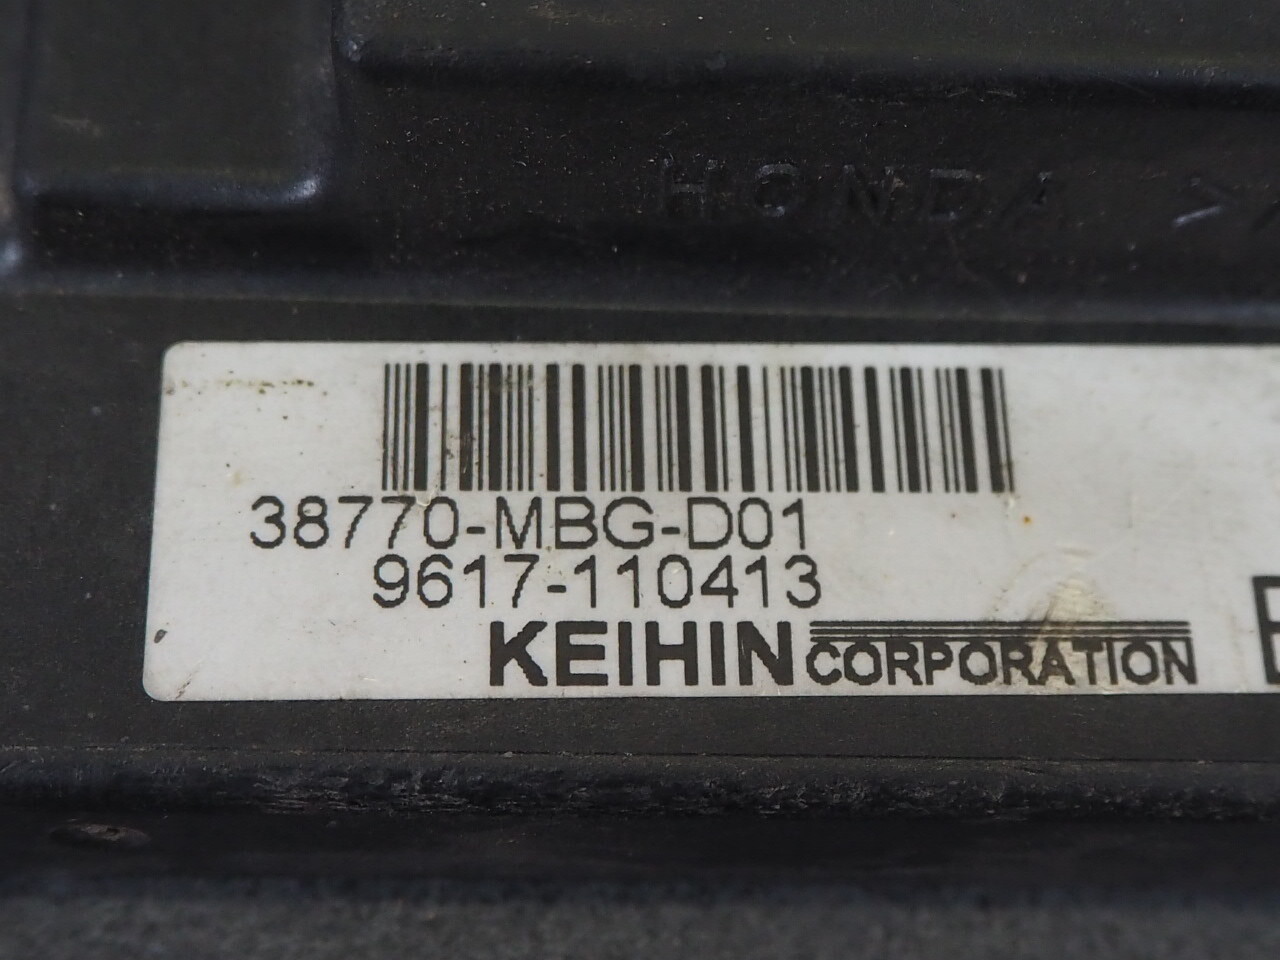 HONDA >
38770-MBG-D01
9617-110413
KEIHIN CORPORATION